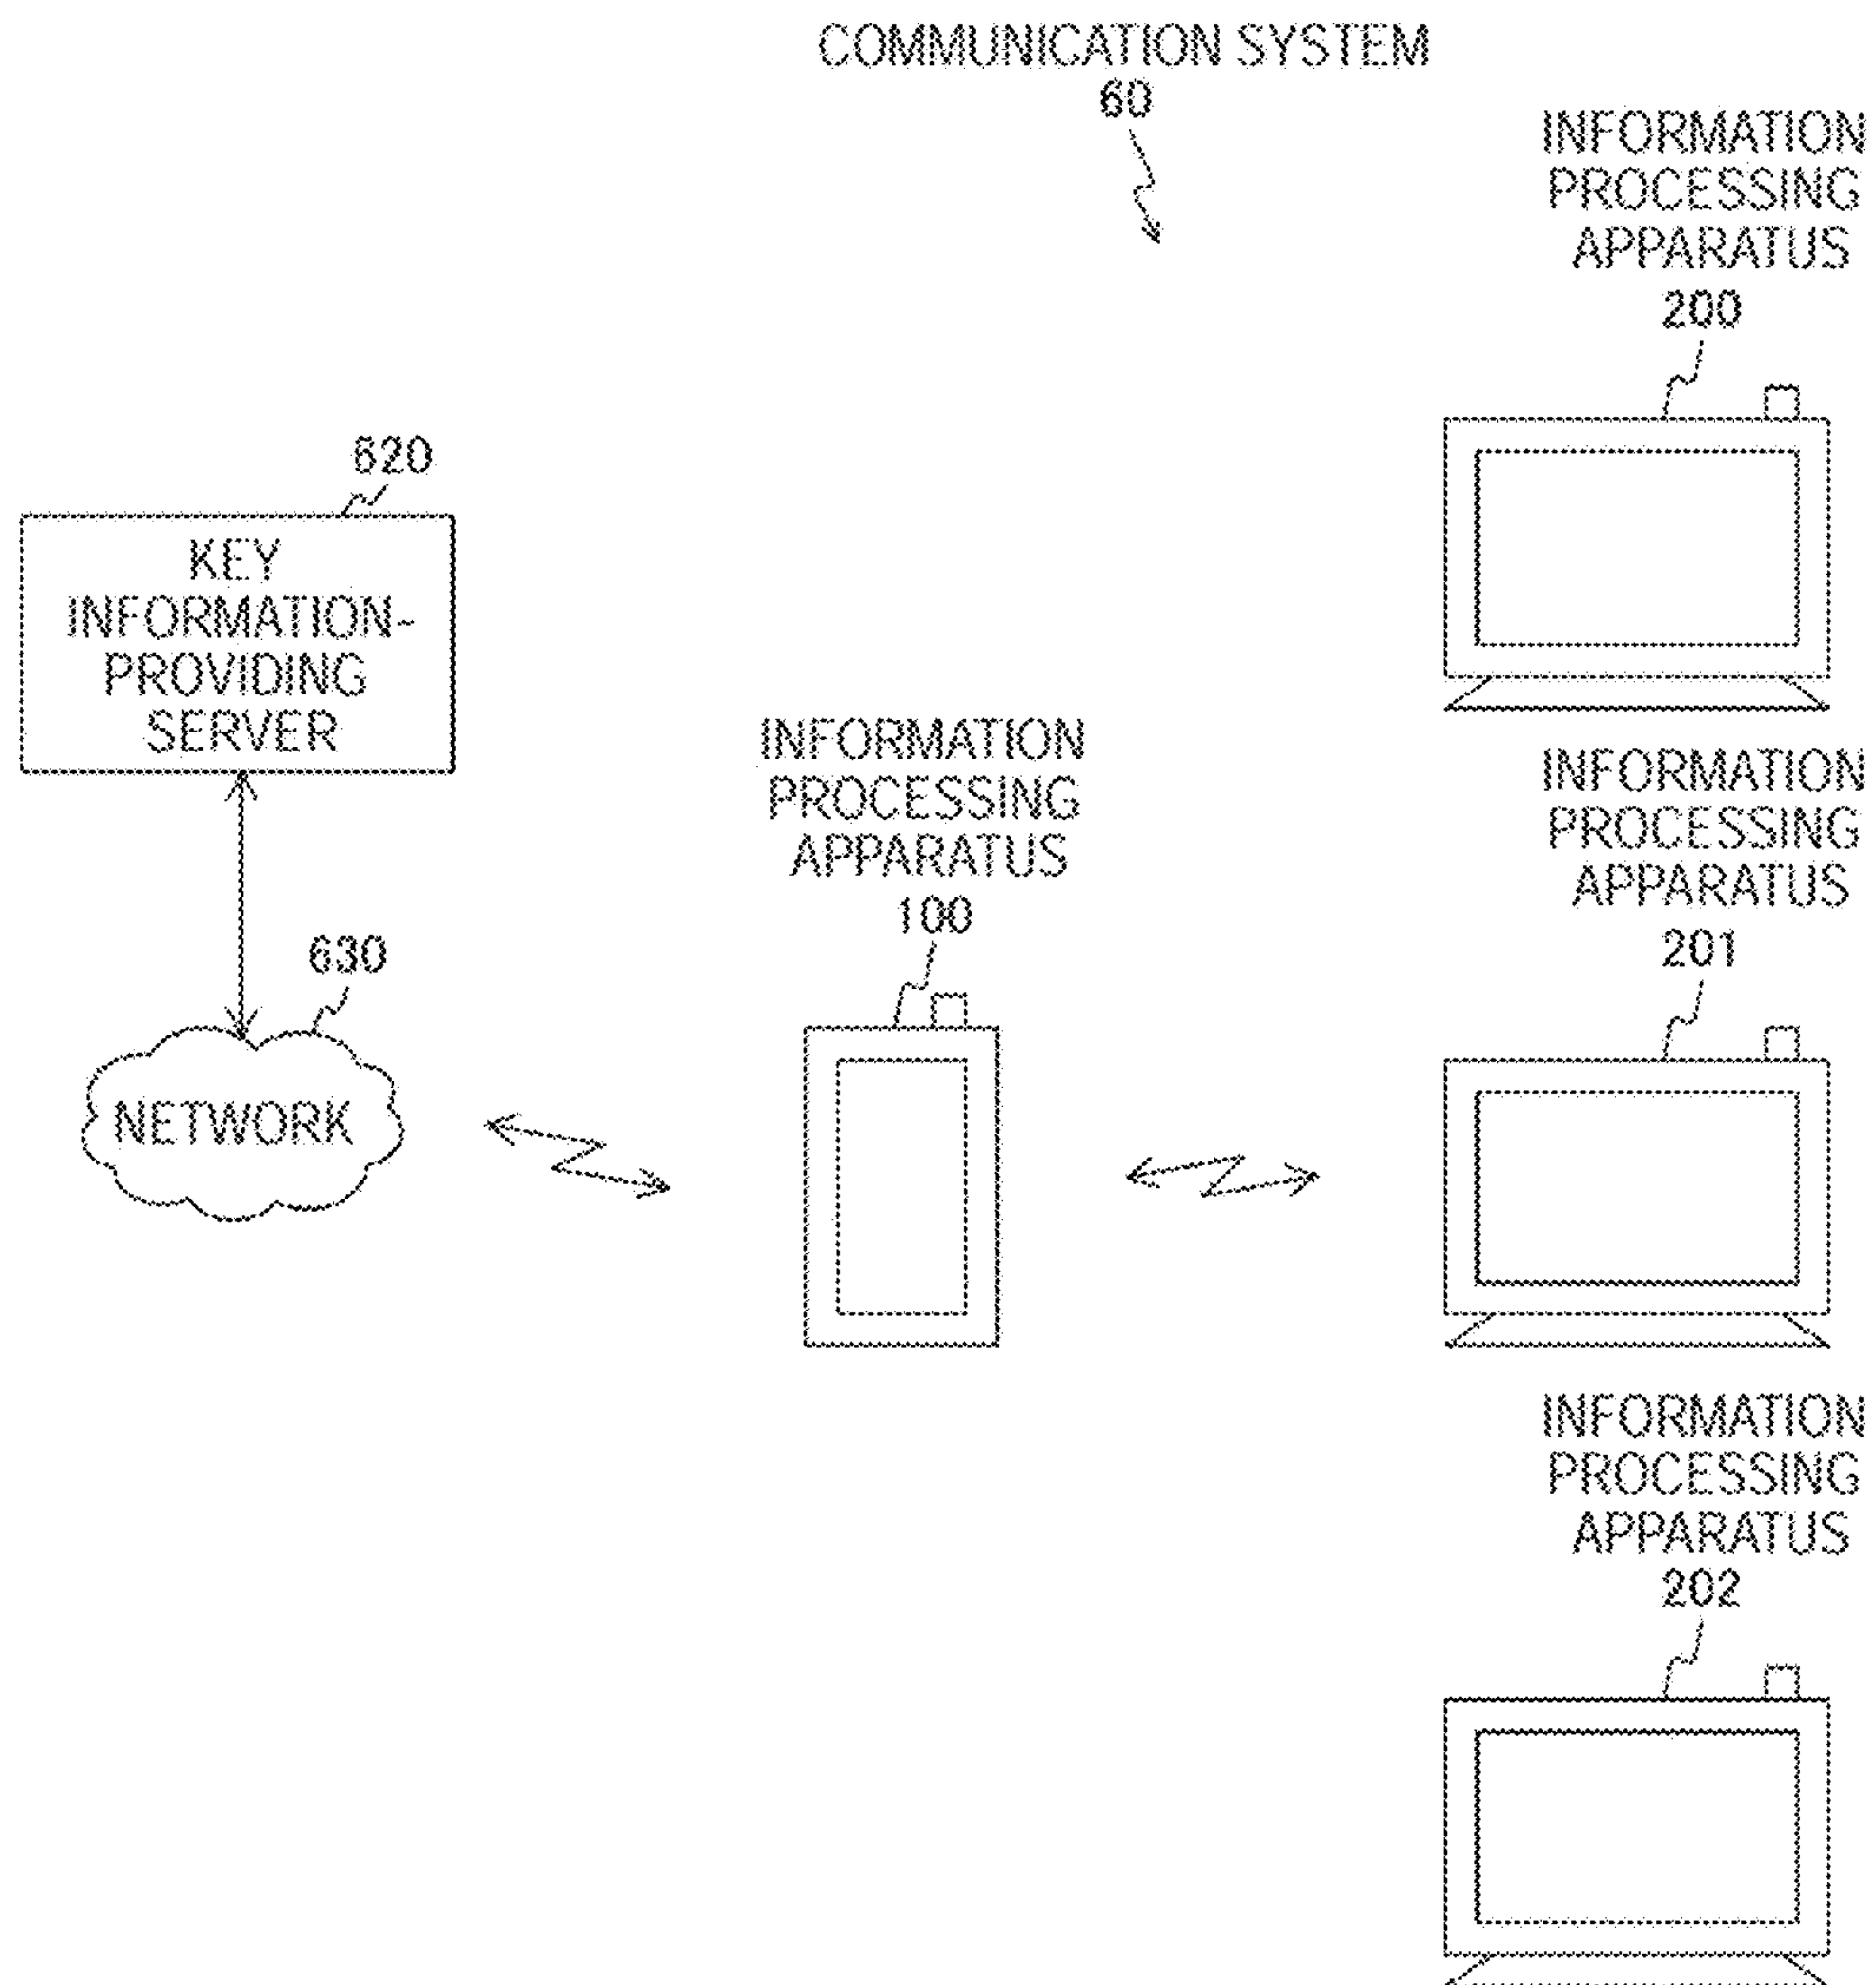 COMMUNICATION SYSTEM
60
INFORMATION
PROCESSING
APPARATUS
200
620
KEY
INFORMATION-
PROVIDING
SERVER
INFORMATION
PROCESSING
APPARATUS
100
INFORMATION
PROCESSING
APPARATUS
201
630
NETWORK
INFORMATION
PROCESSING
APPARATUS
202